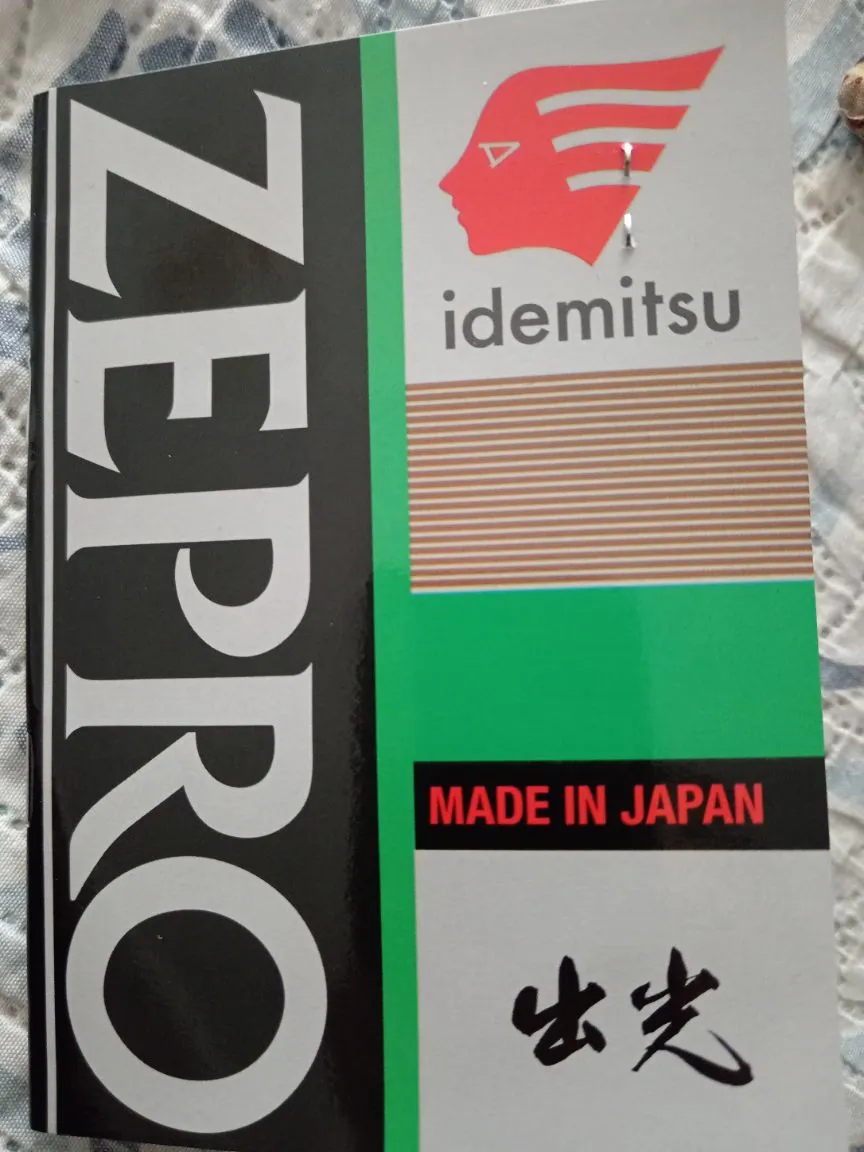 ZEPRO
idemitsu
MADE IN JAPAN
出光